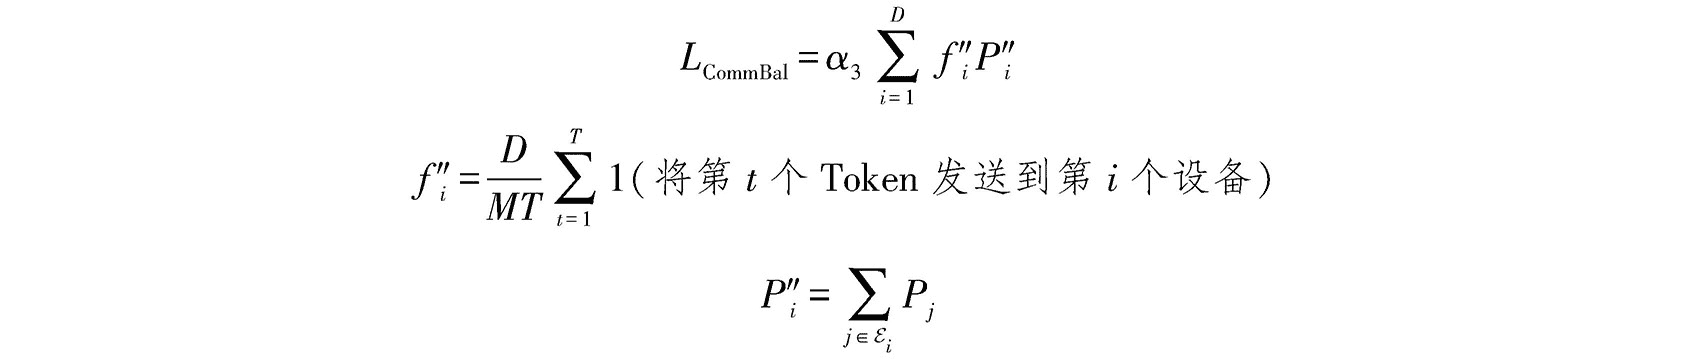 L_CommBal = α_3 ∑_{i=1}^{D} f''_i P''_i
f''_i = \frac{D}{MT} ∑_{t=1}^{T} 1(将第 t 个 Token 发送到第 i 个设备)
P''_i = ∑_{j∈ℰ_i} P_j